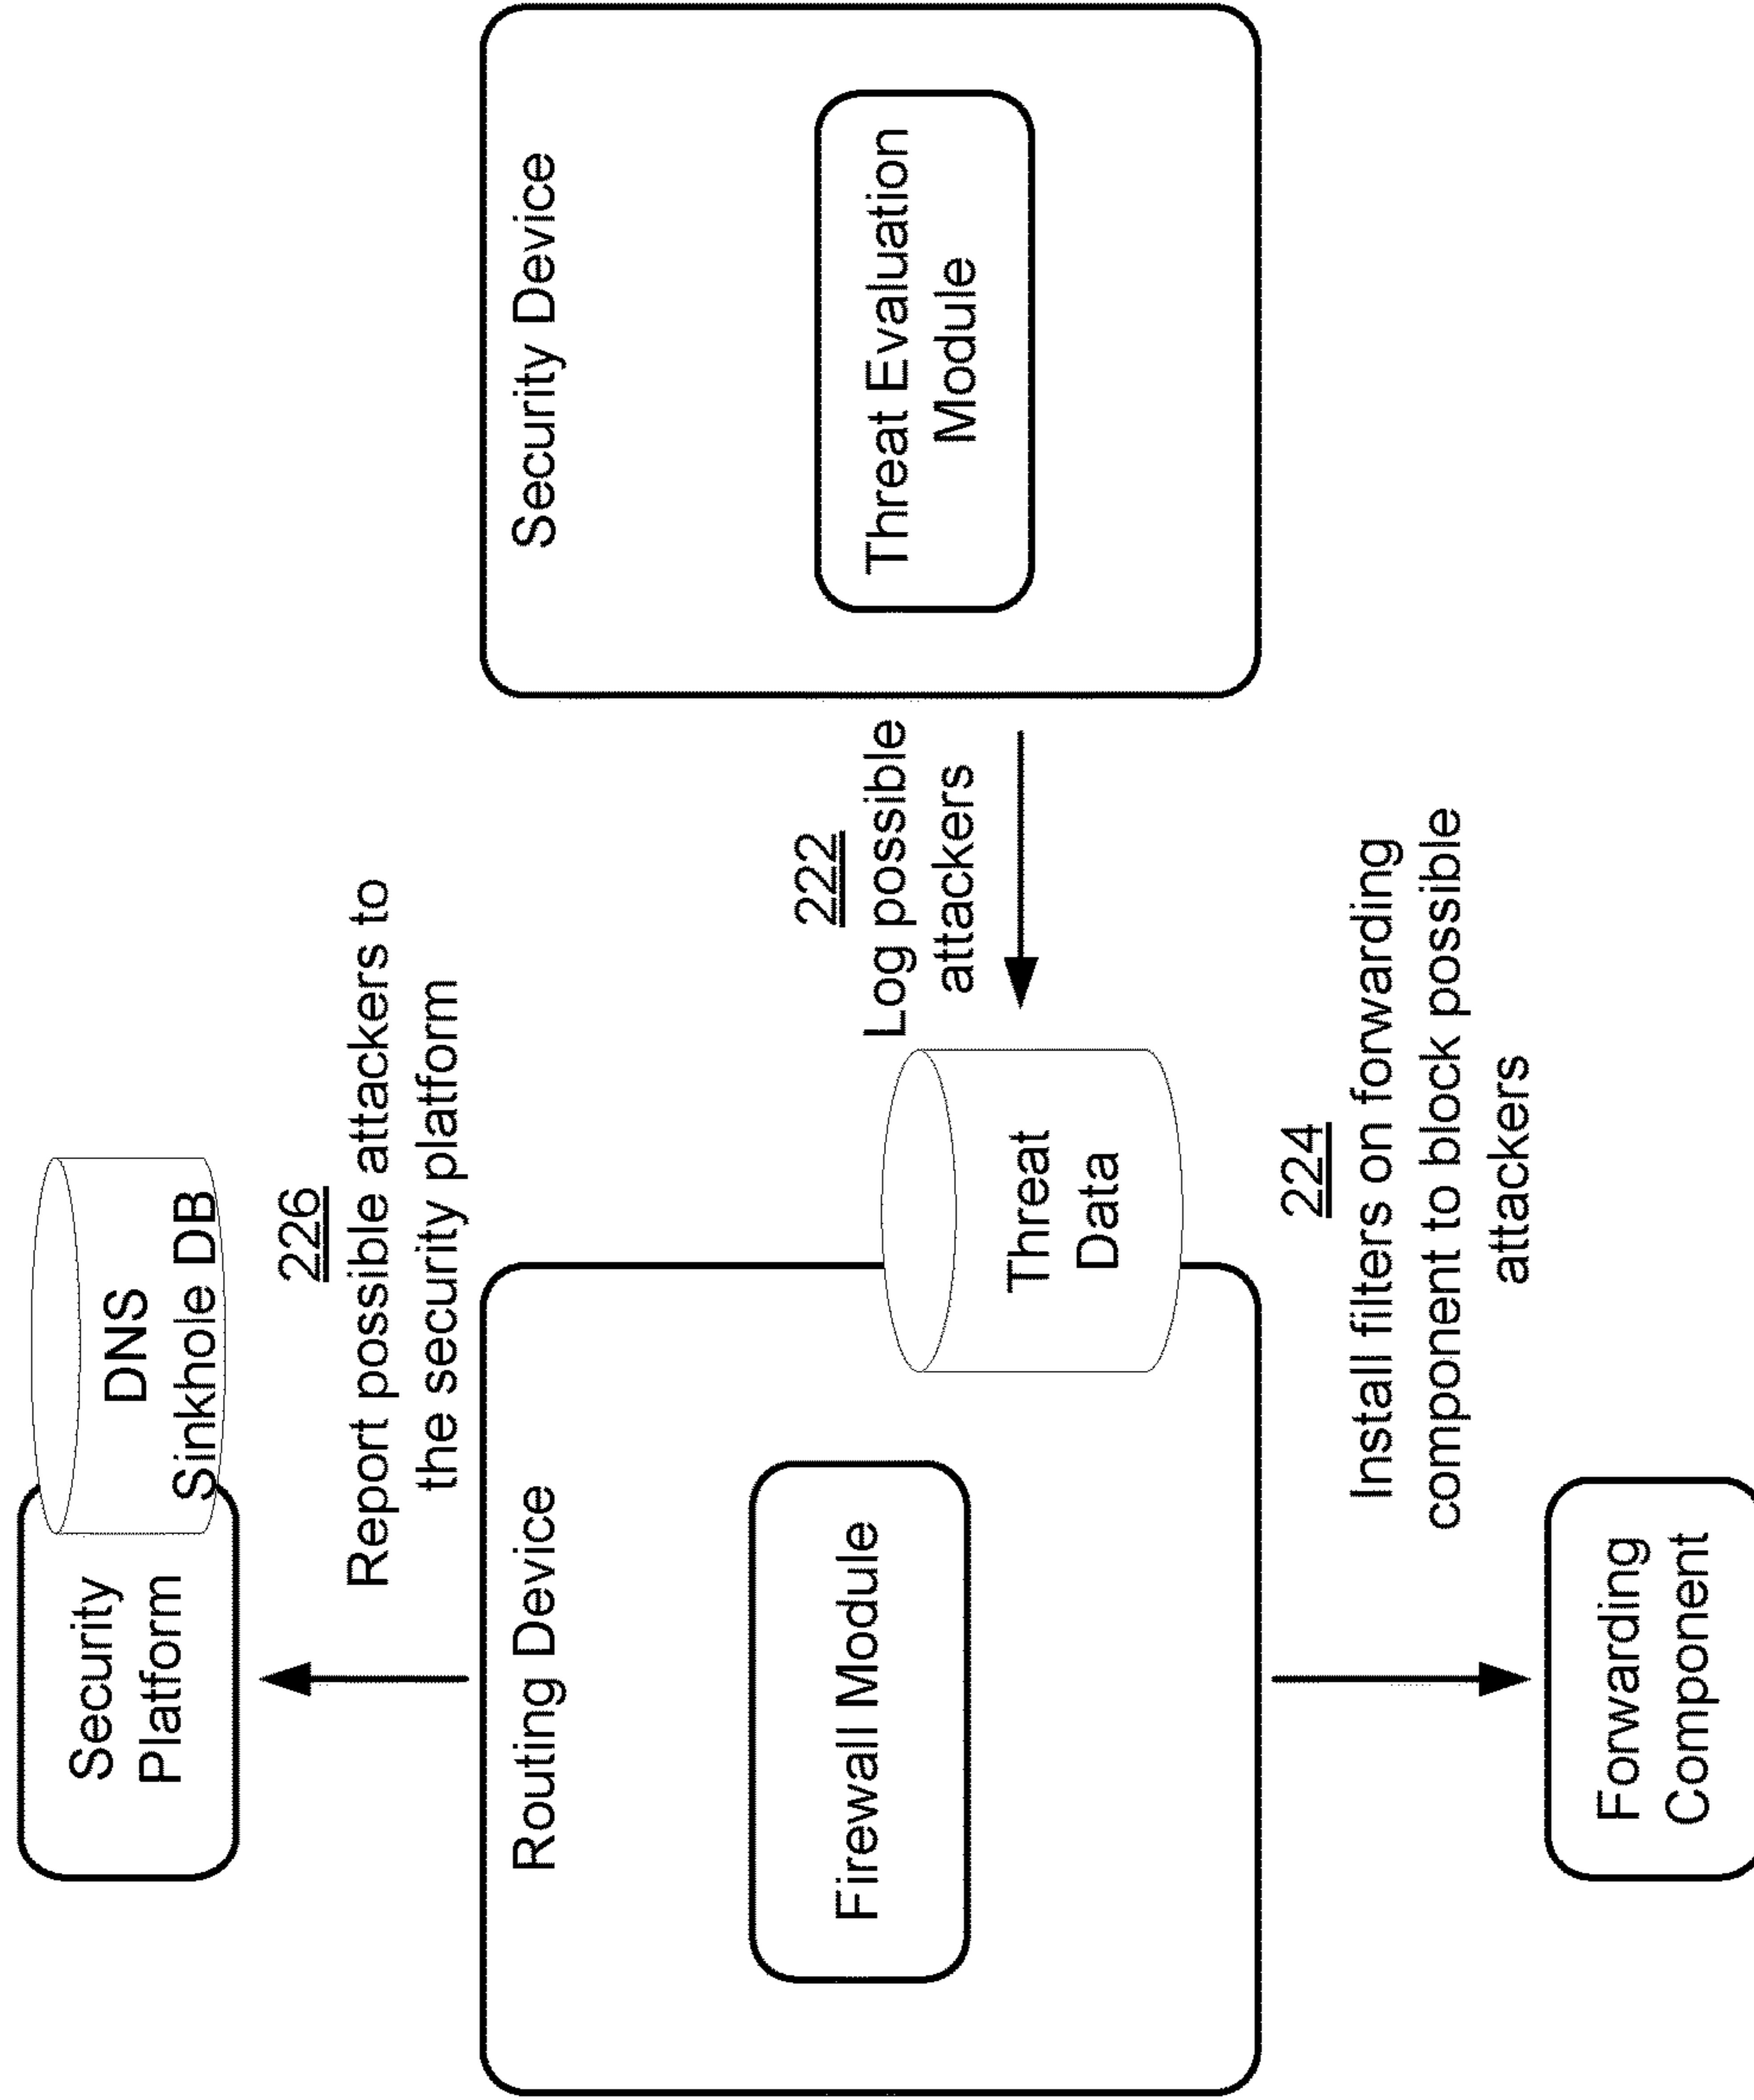 Security
Platform
DNS
Sinkhole DB
226
Report possible attackers to
the security platform
Routing Device
Firewall Module
Threat
Data
222
Log possible
attackers
Security Device
Threat Evaluation
Module
224
Install filters on forwarding
component to block possible
attackers
Forwarding
Component